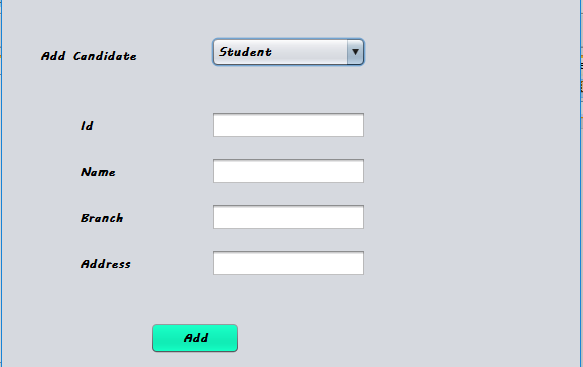 Add Candidate
Student
Id
Name
Branch
Address
Add